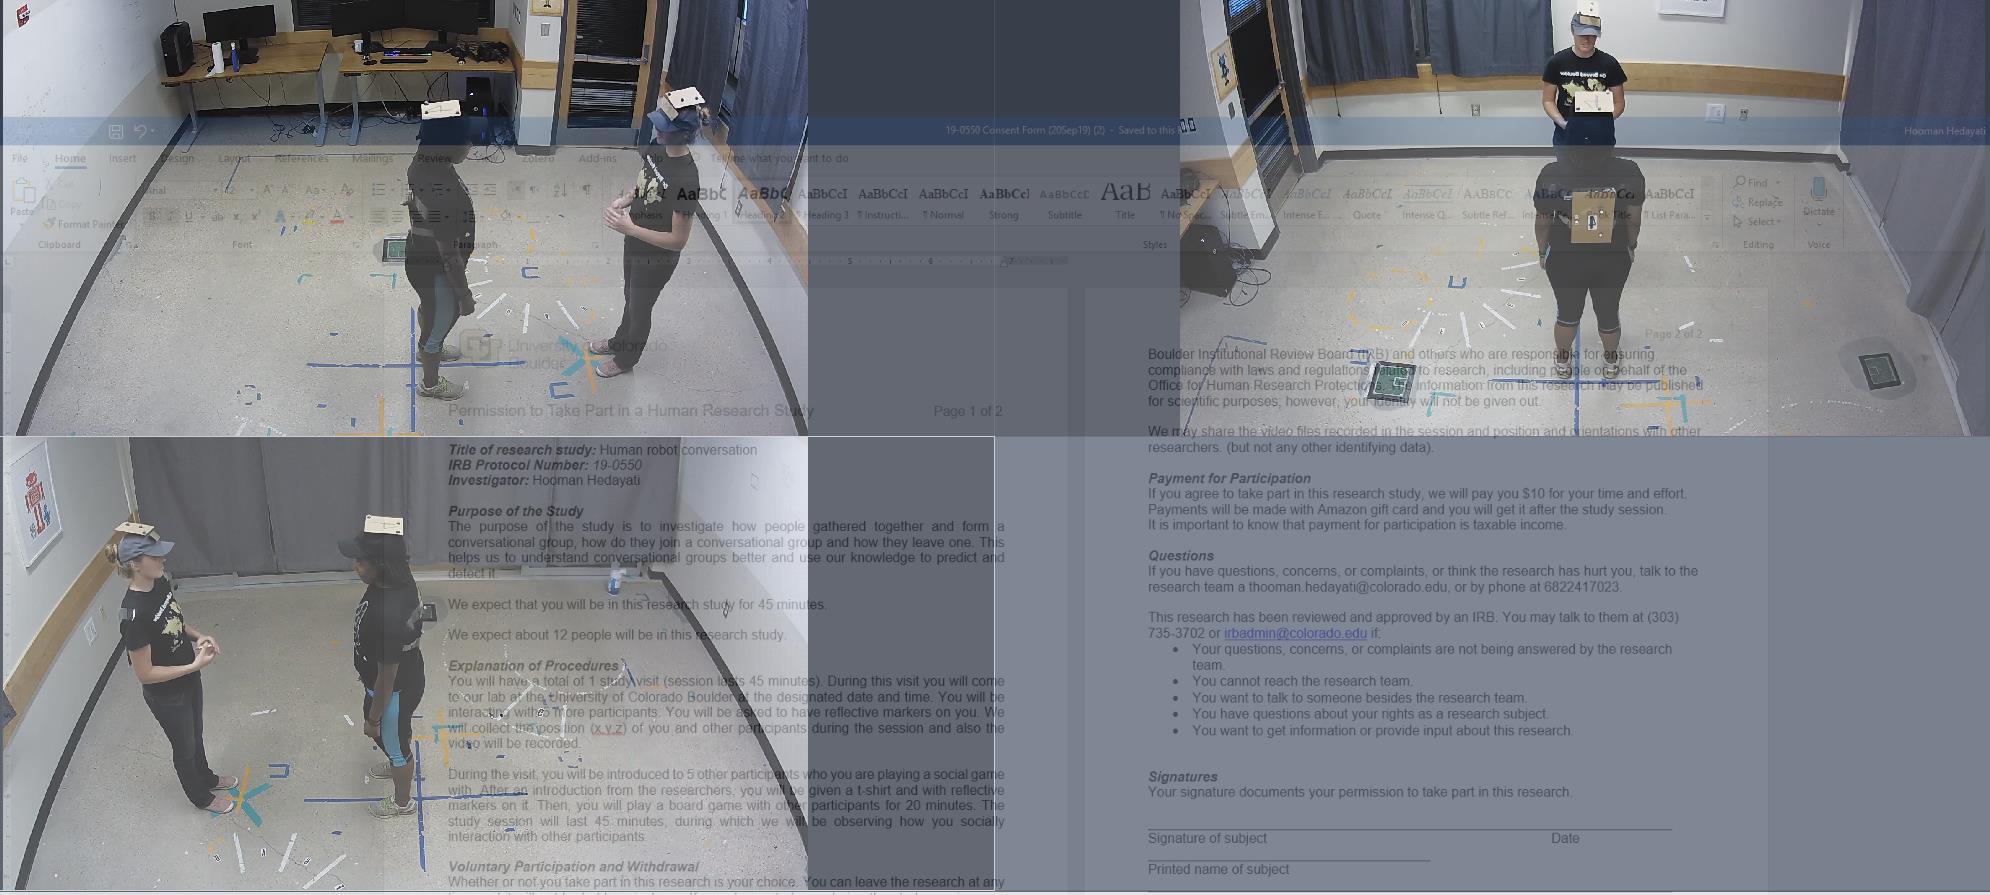 19-0550 Consent Form (20Sep19) (2) - Saved to this
Hooman Hedayati
File Home Insert Design Layout References Mailings Review Zotero Add-ins Help Tell me what you want to do
Paste
Cut
Copy
Format Painter
Clipboard
Arial
Font
Paragraph
AaBbC AaBbC AaBbCcI AaBbCcI AaBbCcI AaBbCcI AaBbCcD AaB AaBbCcI AaBbCcI AaBbCcI AaBbCcI AaBbCcI AaBbCc AaBbCcI
Heading 1 Heading 2 Heading 3 ¶ Instructi... ¶ Normal Strong Subtitle Title ¶ No Spac... Subtle Em... Intense E... Quote Intense Q... Subtle Ref... Title ¶ List Para...
Styles
Find
Replace
Select
Editing
Dictate
Voice
University of Colorado
Boulder
Permission to Take Part in a Human Research Study Page 1 of 2
Title of research study: Human robot conversation
IRB Protocol Number: 19-0550
Investigator: Hooman Hedayati
Purpose of the Study
The purpose of the study is to investigate how people gathered together and form a
conversational group, how do they join a conversational group and how they leave one. This
helps us to understand conversational groups better and use our knowledge to predict and
detect it.
We expect that you will be in this research study for 45 minutes.
We expect about 12 people will be in this research study.
Explanation of Procedures
You will have a total of 1 study visit (session lasts 45 minutes). During this visit you will come
to our lab at the University of Colorado Boulder at the designated date and time. You will be
interacting with more participants. You will be asked to have reflective markers on you. We
will collect the position (x,y,z) of you and other participants during the session and also the
video will be recorded.
During the visit, you will be introduced to 5 other participants who you are playing a social game
with. After an introduction from the researchers, you will be given a t-shirt and with reflective
markers on it. Then, you will play a board game with other participants for 20 minutes. The
study session will last 45 minutes, during which we will be observing how you socially
interaction with other participants.
Voluntary Participation and Withdrawal
Whether or not you take part in this research is your choice. You can leave the research at any
Page 2 of 2
Boulder Institutional Review Board (IRB) and others who are responsible for ensuring
compliance with laws and regulations related to research, including people on behalf of the
Office for Human Research Protections. information from this research may be published
for scientific purposes; however, your identity will not be given out.
We may share the video files recorded in the session and position and orientations with other
researchers. (but not any other identifying data).
Payment for Participation
If you agree to take part in this research study, we will pay you $10 for your time and effort.
Payments will be made with Amazon gift card and you will get it after the study session.
It is important to know that payment for participation is taxable income.
Questions
If you have questions, concerns, or complaints, or think the research has hurt you, talk to the
research team a thooman.hedayati@colorado.edu, or by phone at 6822417023.
This research has been reviewed and approved by an IRB. You may talk to them at (303)
735-3702 or irbadmin@colorado.edu if:
• Your questions, concerns, or complaints are not being answered by the research
team.
• You cannot reach the research team.
• You want to talk to someone besides the research team.
• You have questions about your rights as a research subject.
• You want to get information or provide input about this research.
Signatures
Your signature documents your permission to take part in this research.
Signature of subject Date
Printed name of subject